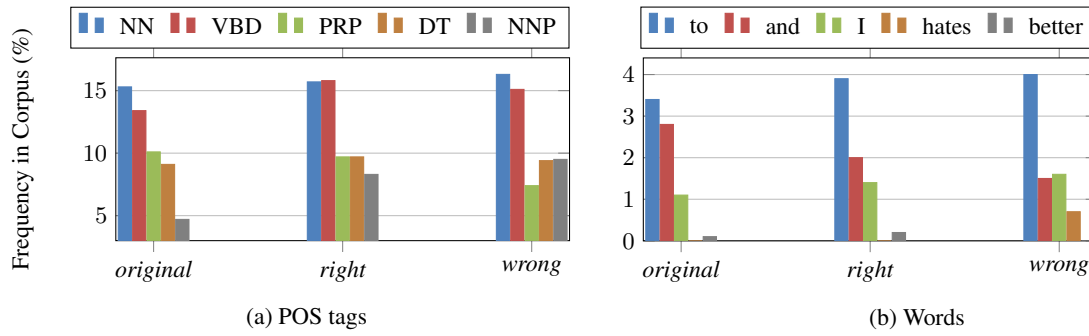 NN VBD PRP DT NNP
to and I hates better
Frequency in Corpus (%)
15
10
5
original right wrong
(a) POS tags
4
3
2
1
0
original right wrong
(b) Words